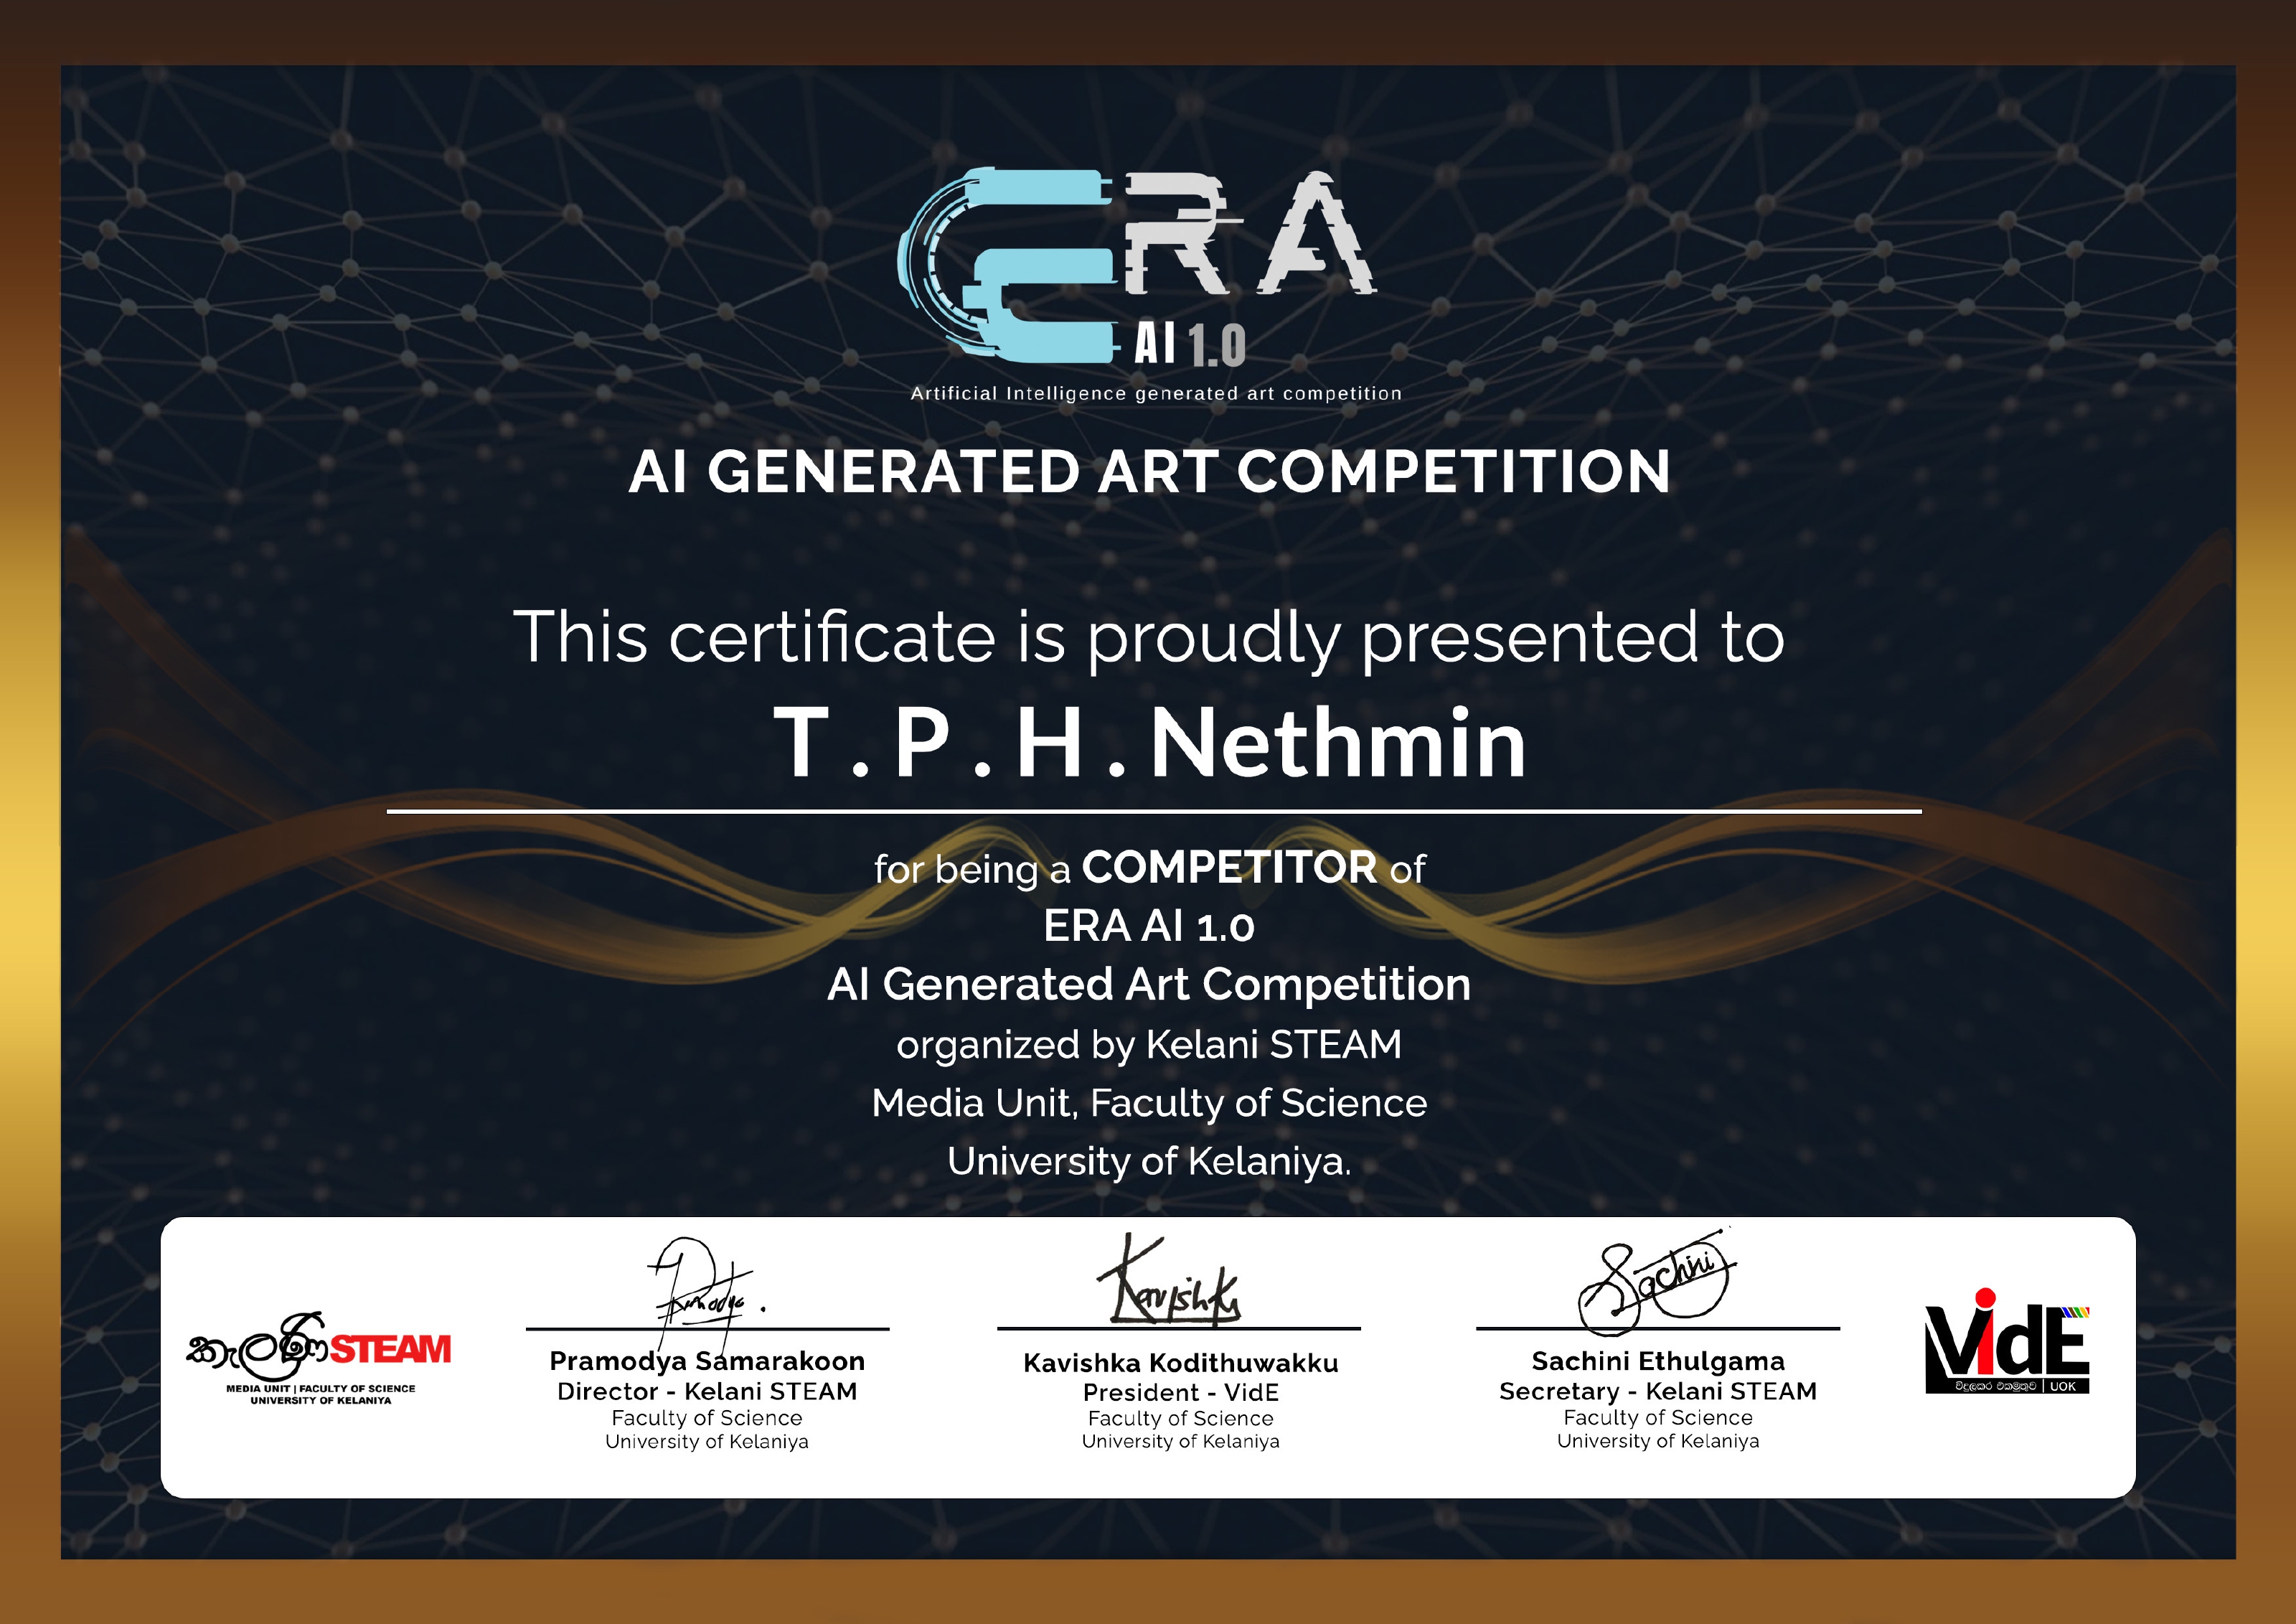 ERA
AI 1.0
Artificial Intelligence generated art competition
AI GENERATED ART COMPETITION
This certificate is proudly presented to
T . P . H . Nethmin
for being a COMPETITOR of
ERA AI 1.0
AI Generated Art Competition
organized by Kelani STEAM
Media Unit, Faculty of Science
University of Kelaniya.
කැලණි STEAM
MEDIA UNIT | FACULTY OF SCIENCE
UNIVERSITY OF KELANIYA
Pramodya
Pramodya Samarakoon
Director - Kelani STEAM
Faculty of Science
University of Kelaniya
Kavishka
Kavishka Kodithuwakku
President - VidE
Faculty of Science
University of Kelaniya
Sachini
Sachini Ethulgama
Secretary - Kelani STEAM
Faculty of Science
University of Kelaniya
VidE
විදුලකර එකමුතුව | UOK